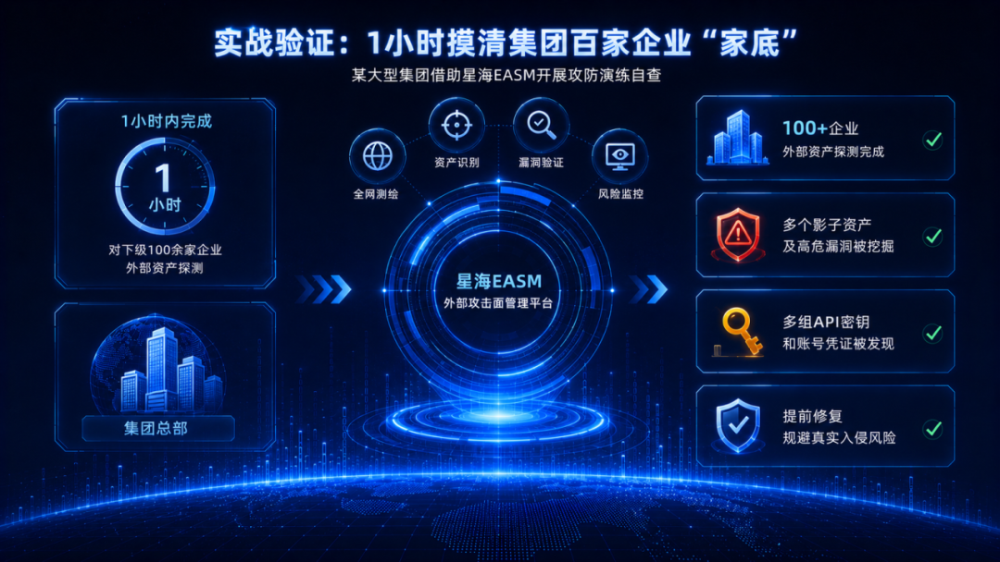 实战验证：1小时摸清集团百家企业“家底”
某大型集团借助星海EASM开展攻防演练自查
1小时内完成
1
小时
对下级100余家企业
外部资产探测
集团总部
全网测绘
资产识别
漏洞验证
风险监控
星海EASM
外部攻击面管理平台
100+企业
外部资产探测完成
多个影子资产
及高危漏洞被挖掘
多组API密钥
和账号凭证被发现
提前修复
规避真实入侵风险